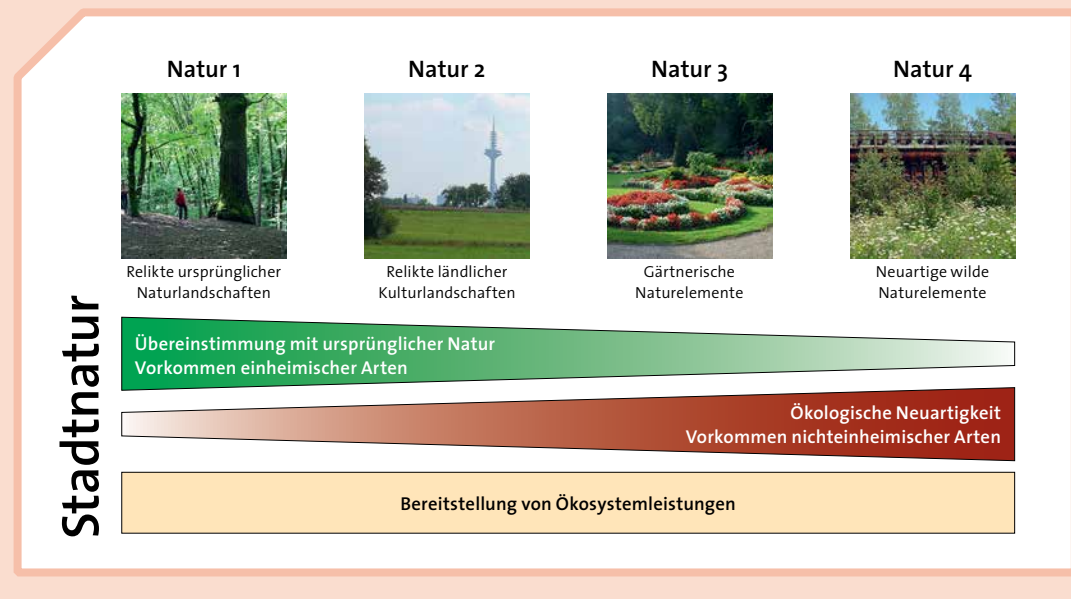 Natur 1
Natur 2
Natur 3
Natur 4
Relikte ursprünglicher
Naturlandschaften
Relikte ländlicher
Kulturlandschaften
Gärtnerische
Naturelemente
Neuartige wilde
Naturelemente
Stadtnatur
Übereinstimmung mit ursprünglicher Natur
Vorkommen einheimischer Arten
Ökologische Neuartigkeit
Vorkommen nichteinheimischer Arten
Bereitstellung von Ökosystemleistungen